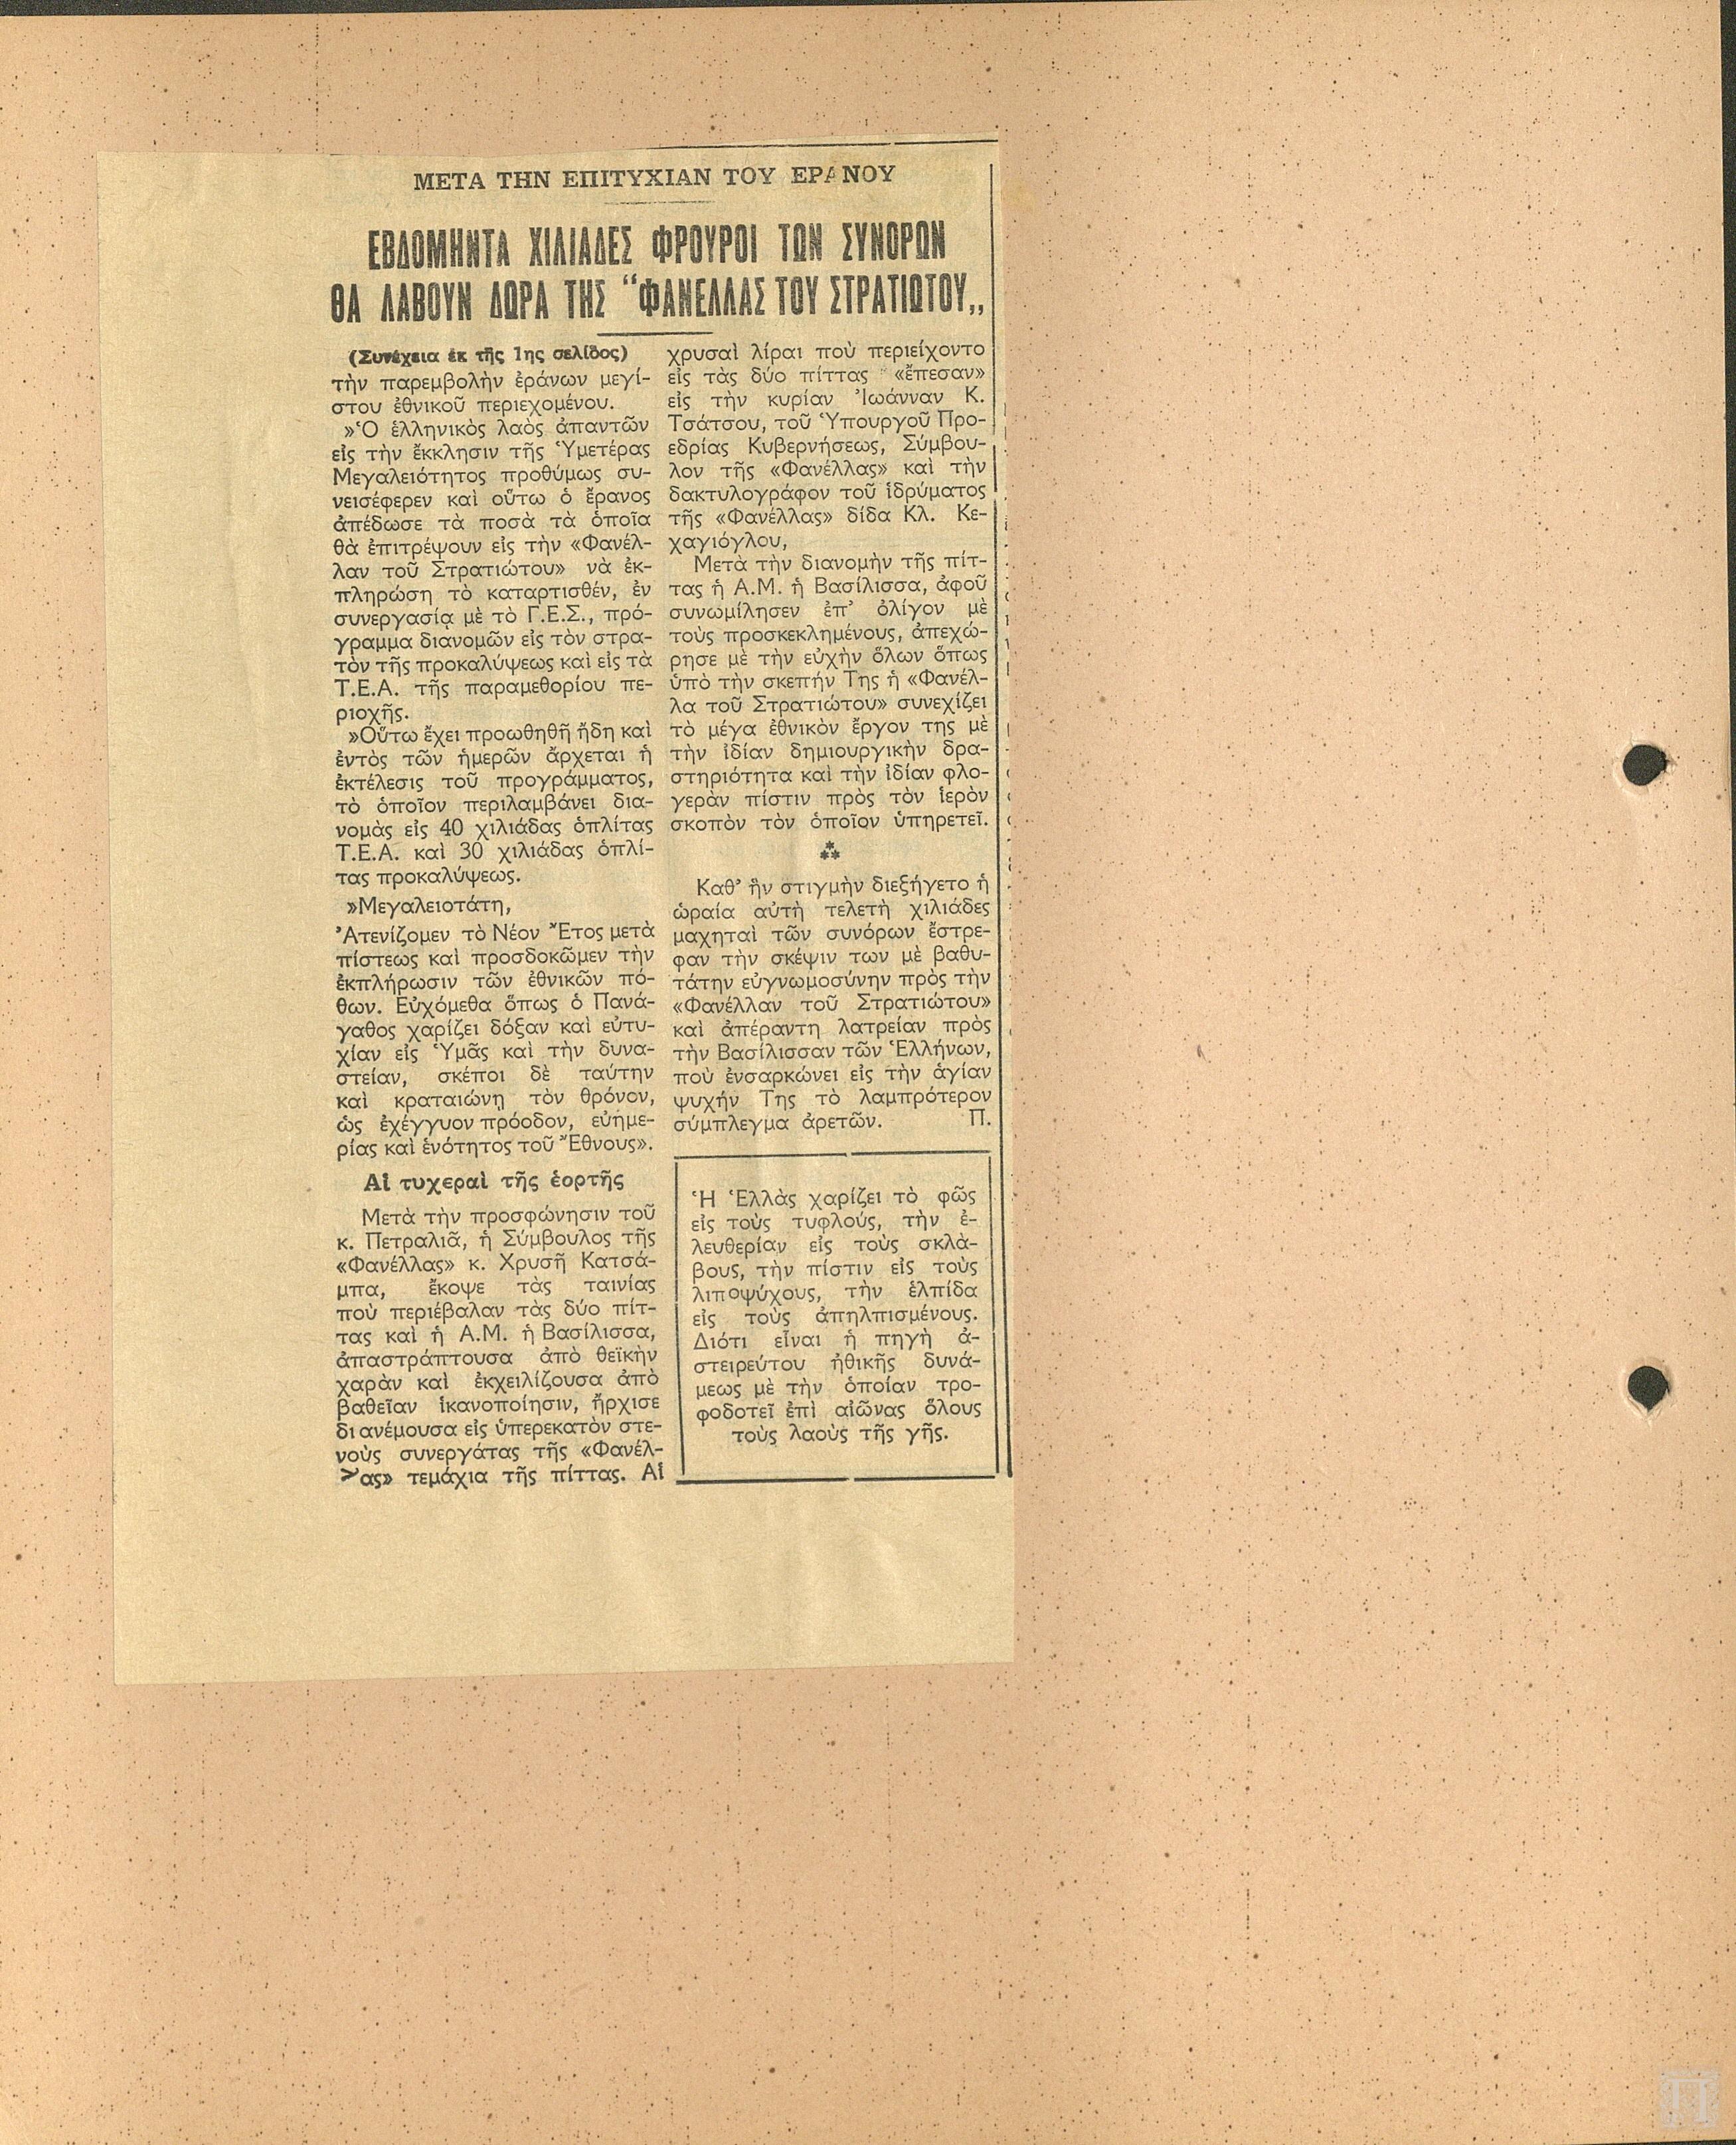 ΜΕΤΑ ΤΗΝ ΕΠΙΤΥΧΙΑΝ ΤΟΥ ΕΡΑΝΟΥ
ΕΒΔΟΜΗΝΤΑ ΧΙΛΙΑΔΕΣ ΦΡΟΥΡΟΙ ΤΩΝ ΣΥΝΟΡΩΝ
ΘΑ ΛΑΒΟΥΝ ΔΩΡΑ ΤΗΣ "ΦΑΝΕΛΛΑΣ ΤΟΥ ΣΤΡΑΤΙΩΤΟΥ,,
(Συνέχεια ἐκ τῆς 1ης σελίδος)
τὴν παρεμβολὴν ἐράνων μεγί-
στου ἐθνικοῦ περιεχομένου.
»Ὁ ἑλληνικὸς λαὸς ἀπαντῶν
εἰς τὴν ἔκκλησιν τῆς Ὑμετέρας
Μεγαλειότητος προθύμως συ-
νεισέφερεν καὶ οὕτω ὁ ἔρανος
ἀπέδωσε τὰ ποσὰ τὰ ὁποῖα
θὰ ἐπιτρέψουν εἰς τὴν «Φανέλ-
λαν τοῦ Στρατιώτου» νὰ ἐκ-
πληρώση τὸ καταρτισθέν, ἐν
συνεργασίᾳ μὲ τὸ Γ.Ε.Σ., πρό-
γραμμα διανομῶν εἰς τὸν στρα-
τὸν τῆς προκαλύψεως καὶ εἰς τὰ
Τ.Ε.Α. τῆς παραμεθορίου πε-
ριοχῆς.
»Οὕτω ἔχει προωθηθῆ ἤδη καὶ
ἐντὸς τῶν ἡμερῶν ἄρχεται ἡ
ἐκτέλεσις τοῦ προγράμματος,
τὸ ὁποῖον περιλαμβάνει δια-
νομὰς εἰς 40 χιλιάδας ὁπλίτας
Τ.Ε.Α. καὶ 30 χιλιάδας ὁπλί-
τας προκαλύψεως.
»Μεγαλειοτάτη,
Ἀτενίζομεν τὸ Νέον Ἔτος μετὰ
πίστεως καὶ προσδοκῶμεν τὴν
ἐκπλήρωσιν τῶν ἐθνικῶν πό-
θων. Εὐχόμεθα ὅπως ὁ Πανά-
γαθος χαρίζει δόξαν καὶ εὐτυ-
χίαν εἰς Ὑμᾶς καὶ τὴν δυνα-
στείαν, σκέποι δὲ ταύτην
καὶ κραταιώνη τὸν θρόνον,
ὡς ἐχέγγυον πρόοδον, εὐημε-
ρίας καὶ ἑνότητος τοῦ Ἔθνους».
Αἱ τυχεραὶ τῆς ἑορτῆς
Μετὰ τὴν προσφώνησιν τοῦ
κ. Πετραλιᾶ, ἡ Σύμβουλος τῆς
«Φανέλλας» κ. Χρυσῆ Κατσά-
μπα, ἔκοψε τὰς ταινίας
ποὺ περιέβαλαν τὰς δύο πίτ-
τας καὶ ἡ Α.Μ. ἡ Βασίλισσα,
ἀπαστράπτουσα ἀπὸ θεϊκὴν
χαρὰν καὶ ἐκχειλίζουσα ἀπὸ
βαθεῖαν ἱκανοποίησιν, ἤρχισε
διανέμουσα εἰς ὑπερεκατὸν στε-
νοὺς συνεργάτας τῆς «Φανέλ-
λας» τεμάχια τῆς πίττας. Αἱ
χρυσαὶ λίραι ποὺ περιείχοντο
εἰς τὰς δύο πίττας «ἔπεσαν»
εἰς τὴν κυρίαν Ἰωάνναν Κ.
Τσάτσου, τοῦ Ὑπουργοῦ Προ-
εδρίας Κυβερνήσεως, Σύμβου-
λον τῆς «Φανέλλας» καὶ τὴν
δακτυλογράφον τοῦ ἱδρύματος
τῆς «Φανέλλας» δίδα Κλ. Κε-
χαγιόγλου,
Μετὰ τὴν διανομὴν τῆς πίτ-
τας ἡ Α.Μ. ἡ Βασίλισσα, ἀφοῦ
συνωμίλησεν ἐπ' ὀλίγον μὲ
τοὺς προσκεκλημένους, ἀπεχώ-
ρησε μὲ τὴν εὐχὴν ὅλων ὅπως
ὑπὸ τὴν σκεπήν Της ἡ «Φανέλ-
λα τοῦ Στρατιώτου» συνεχίζει
τὸ μέγα ἐθνικὸν ἔργον της μὲ
τὴν ἰδίαν δημιουργικὴν δρα-
στηριότητα καὶ τὴν ἰδίαν φλο-
γερὰν πίστιν πρὸς τὸν ἱερὸν
σκοπὸν τὸν ὁποῖον ὑπηρετεῖ.
⁂
Καθ' ἣν στιγμὴν διεξήγετο ἡ
ὡραία αὐτὴ τελετὴ χιλιάδες
μαχηταὶ τῶν συνόρων ἔστρε-
φαν τὴν σκέψιν των μὲ βαθυ-
τάτην εὐγνωμοσύνην πρὸς τὴν
«Φανέλλαν τοῦ Στρατιώτου»
καὶ ἀπέραντη λατρείαν πρὸς
τὴν Βασίλισσαν τῶν Ἑλλήνων,
ποὺ ἐνσαρκώνει εἰς τὴν ἁγίαν
ψυχήν Της τὸ λαμπρότερον
σύμπλεγμα ἀρετῶν. Π.
Ἡ Ἑλλὰς χαρίζει τὸ φῶς
εἰς τοὺς τυφλούς, τὴν ἐ-
λευθερίαν εἰς τοὺς σκλά-
βους, τὴν πίστιν εἰς τοὺς
λιποψύχους, τὴν ἐλπίδα
εἰς τοὺς ἀπηλπισμένους.
Διότι εἶναι ἡ πηγὴ ἀ-
στειρεύτου ἠθικῆς δυνά-
μεως μὲ τὴν ὁποίαν τρο-
φοδοτεῖ ἐπὶ αἰῶνας ὅλους
τοὺς λαοὺς τῆς γῆς.